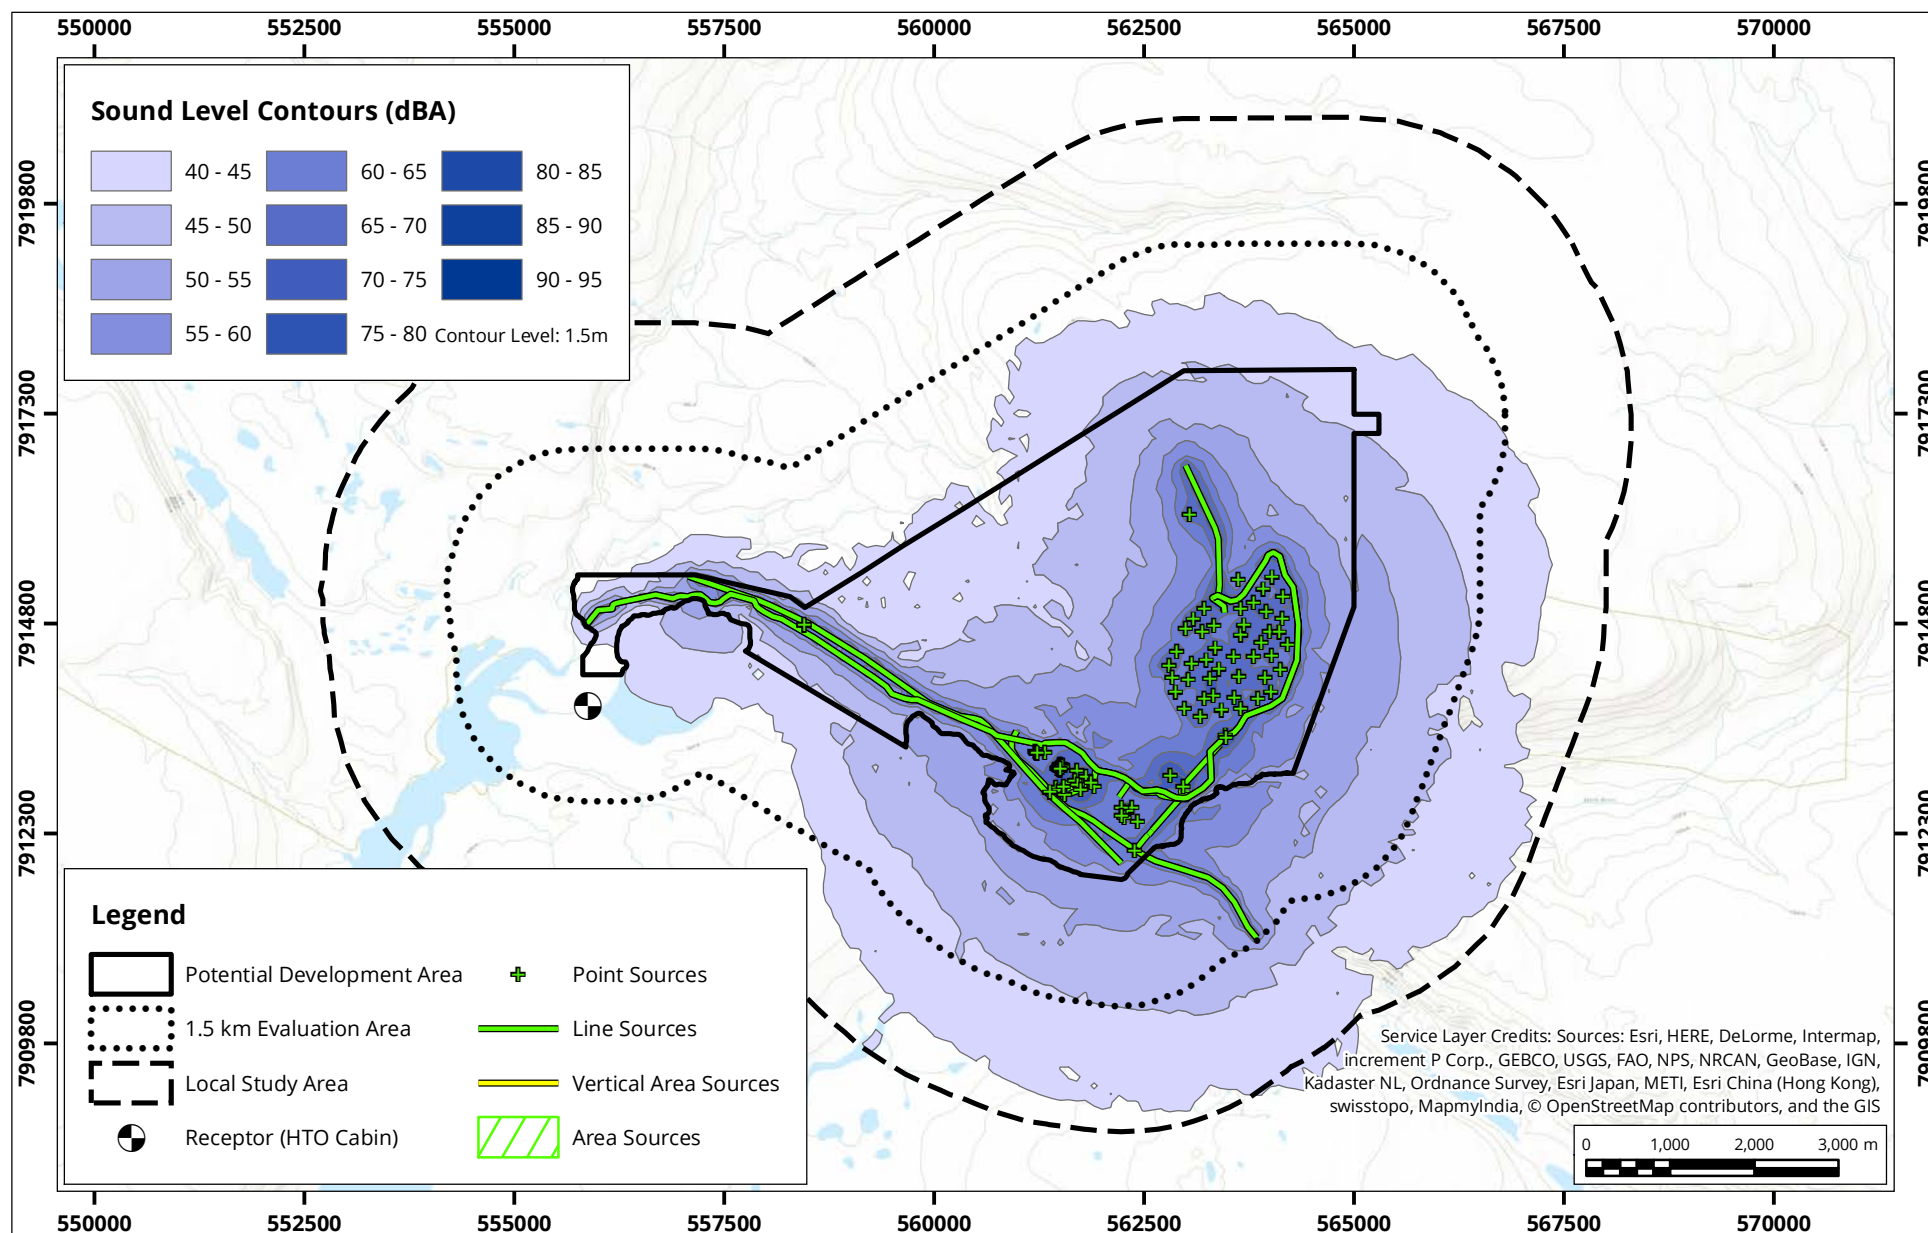 550000 552500 555000 557500 560000 562500 565000 567500 570000
Sound Level Contours (dBA)
40 - 45 60 - 65 80 - 85
45 - 50 65 - 70 85 - 90
50 - 55 70 - 75 90 - 95
55 - 60 75 - 80 Contour Level: 1.5m
7919800 7919800
7917300 7917300
7914800 7914800
7912300 7912300
7909800 7909800
Legend
Potential Development Area Point Sources
1.5 km Evaluation Area Line Sources
Local Study Area Vertical Area Sources
Receptor (HTO Cabin) Area Sources
Service Layer Credits: Sources: Esri, HERE, DeLorme, Intermap,
increment P Corp., GEBCO, USGS, FAO, NPS, NRCAN, GeoBase, IGN,
Kadaster NL, Ordnance Survey, Esri Japan, METI, Esri China (Hong Kong),
swisstopo, MapmyIndia, © OpenStreetMap contributors, and the GIS
0 1,000 2,000 3,000 m
550000 552500 555000 557500 560000 562500 565000 567500 570000